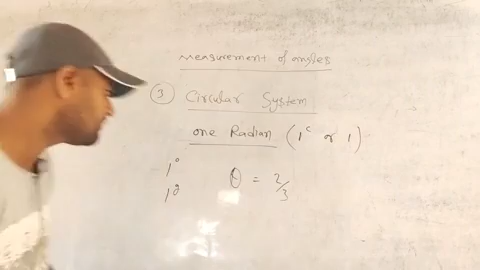 Measurement of angles
③ Circular System
one Radian (1ᶜ or 1)
1° θ = 2/3
1ᵍ